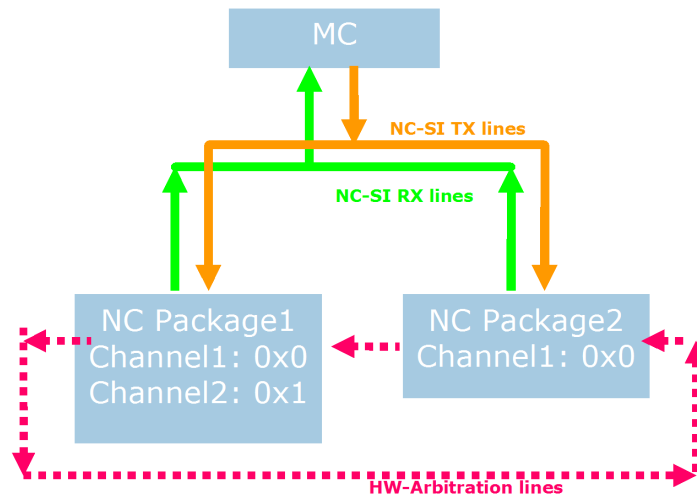 MC
NC-SI TX lines
NC-SI RX lines
NC Package1
Channel1: 0x0
Channel2: 0x1
NC Package2
Channel1: 0x0
HW-Arbitration lines